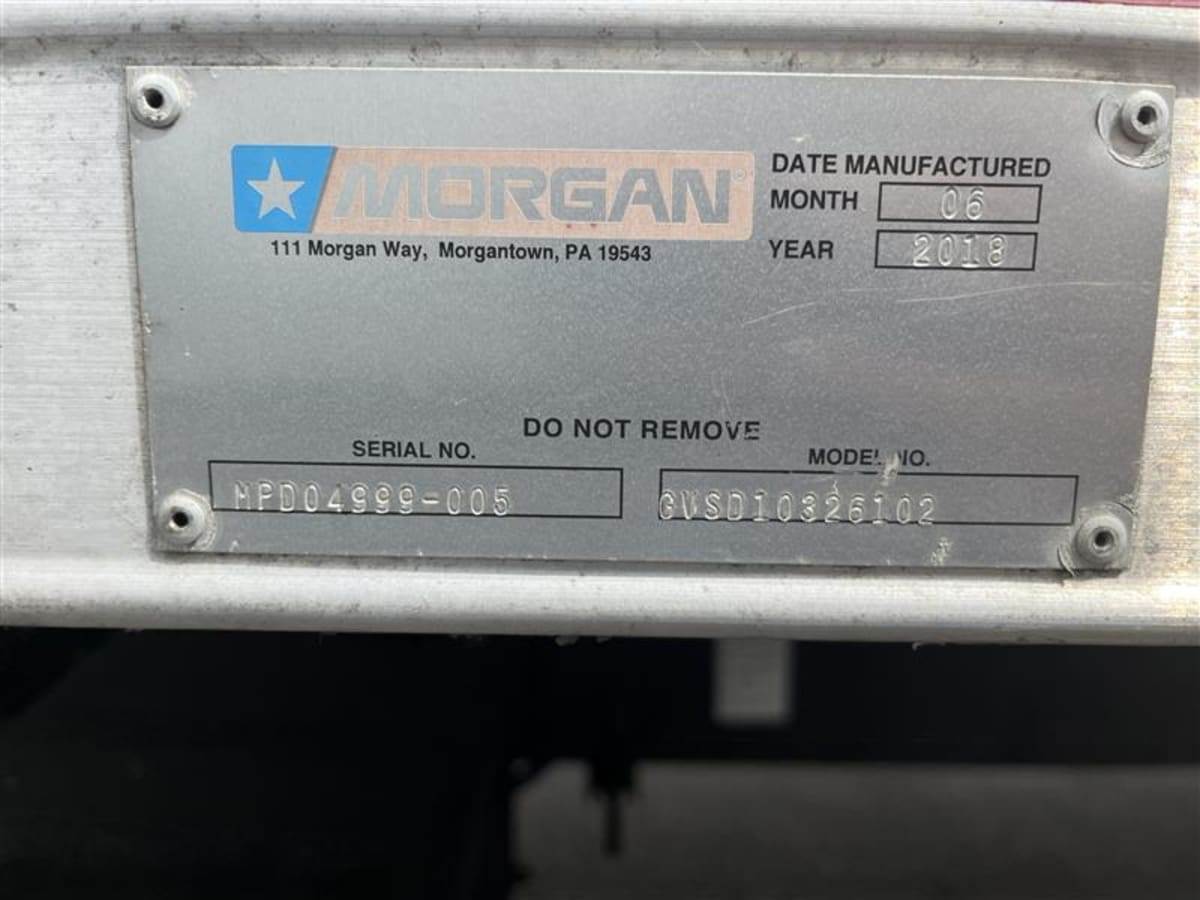 MORGAN®
111 Morgan Way, Morgantown, PA 19543
DATE MANUFACTURED
MONTH 06
YEAR 2018
DO NOT REMOVE
SERIAL NO.
MPD04999-005
MODEL NO.
GVSD10326102